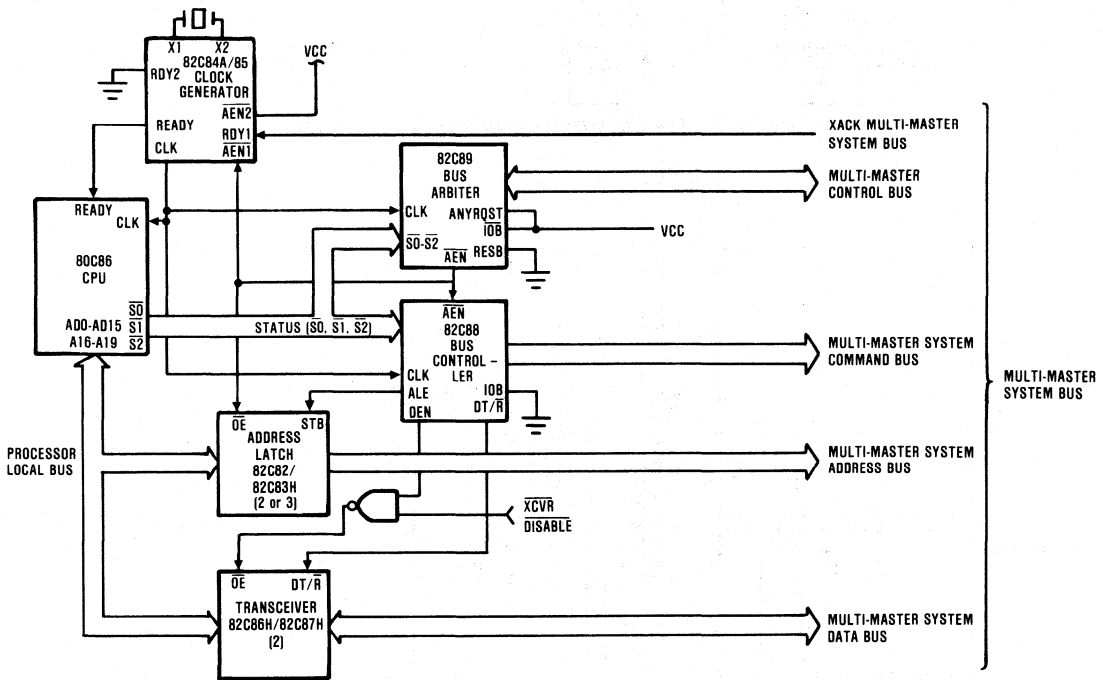 X1 X2
82C84A/85
CLOCK
GENERATOR
RDY2
AEN2
READY
RDY1
CLK
AEN1
VCC
XACK MULTI-MASTER
SYSTEM BUS
82C89
BUS
ARBITER
CLK
ANYRQST
IOB
S0-S2
AEN
RESB
VCC
MULTI-MASTER
CONTROL BUS
READY
CLK
80C86
CPU
S0
AD0-AD15 S1
A16-A19 S2
STATUS (S0, S1, S2)
AEN
82C88
BUS
CONTROL -
LER
CLK
ALE
IOB
DEN
DT/R
MULTI-MASTER SYSTEM
COMMAND BUS
MULTI-MASTER
SYSTEM BUS
PROCESSOR
LOCAL BUS
OE STB
ADDRESS
LATCH
82C82/
82C83H
(2 or 3)
MULTI-MASTER SYSTEM
ADDRESS BUS
XCVR
DISABLE
OE DT/R
TRANSCEIVER
82C86H/82C87H
(2)
MULTI-MASTER SYSTEM
DATA BUS